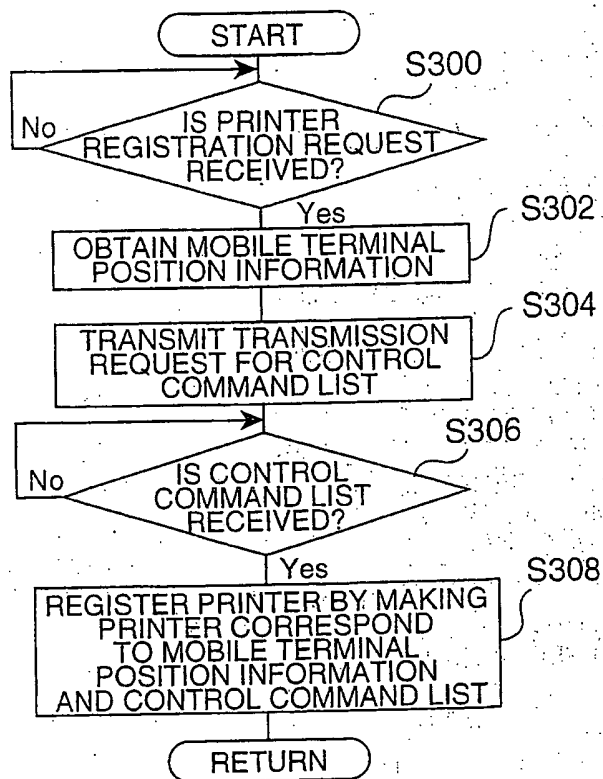 START
S300
No
IS PRINTER
REGISTRATION REQUEST
RECEIVED?
Yes
S302
OBTAIN MOBILE TERMINAL
POSITION INFORMATION
S304
TRANSMIT TRANSMISSION
REQUEST FOR CONTROL
COMMAND LIST
S306
No
IS CONTROL
COMMAND LIST
RECEIVED?
Yes
S308
REGISTER PRINTER BY MAKING
PRINTER CORRESPOND
TO MOBILE TERMINAL
POSITION INFORMATION
AND CONTROL COMMAND LIST
RETURN